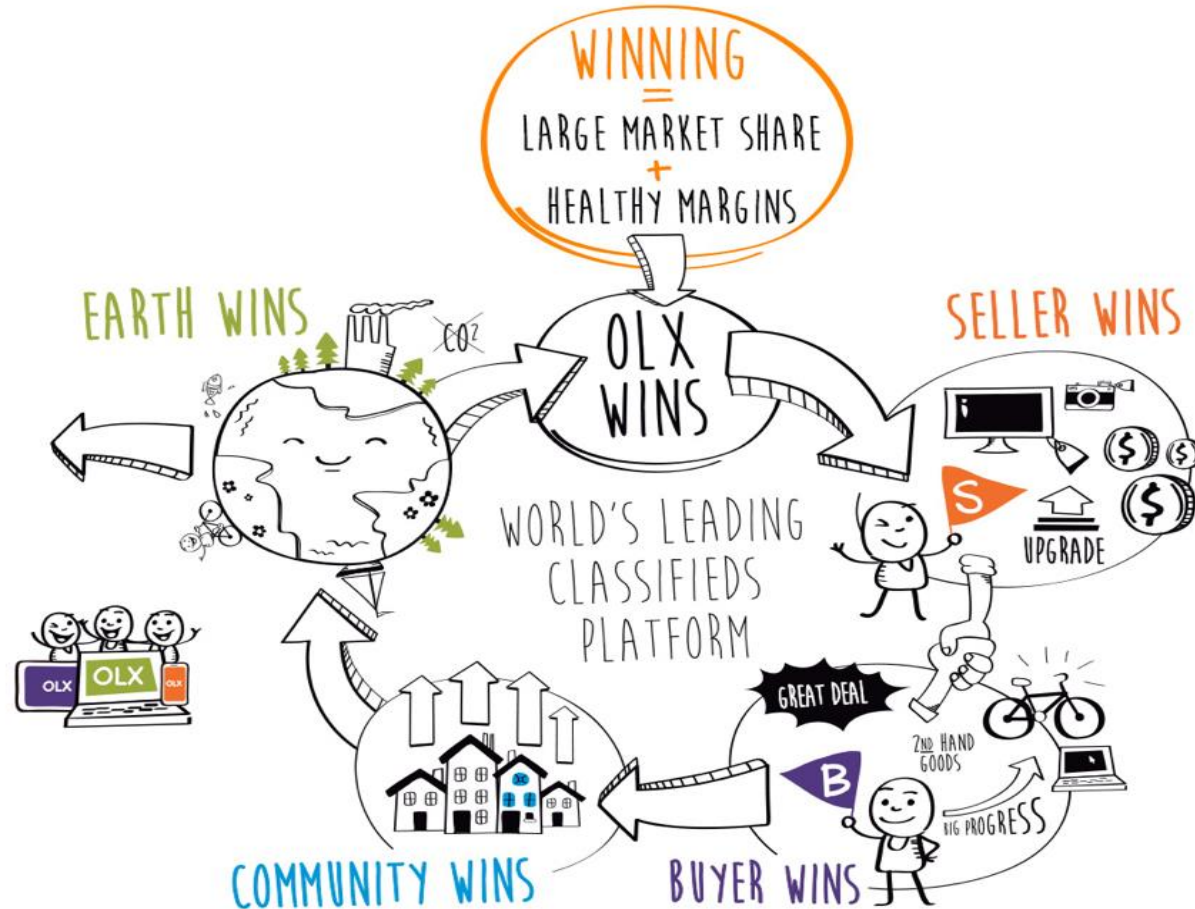 WINNING
=
LARGE MARKET SHARE
+
HEALTHY MARGINS
EARTH WINS
CO²
OLX
WINS
SELLER WINS
$
$
$
S
UPGRADE
WORLD'S LEADING
CLASSIFIEDS
PLATFORM
OLX
OLX
OLX
GREAT DEAL
2ND HAND
GOODS
B
BIG PROGRESS
COMMUNITY WINS
BUYER WINS